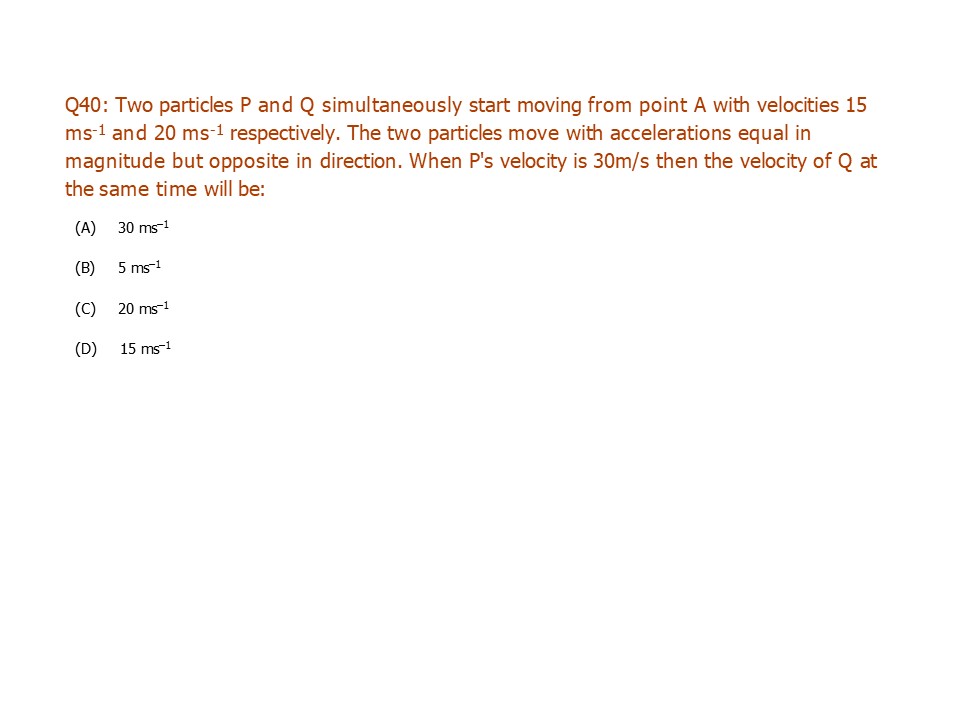 Q40: Two particles P and Q simultaneously start moving from point A with velocities 15
ms⁻¹ and 20 ms⁻¹ respectively. The two particles move with accelerations equal in
magnitude but opposite in direction. When P's velocity is 30m/s then the velocity of Q at
the same time will be:
(A) 30 ms⁻¹
(B) 5 ms⁻¹
(C) 20 ms⁻¹
(D) 15 ms⁻¹